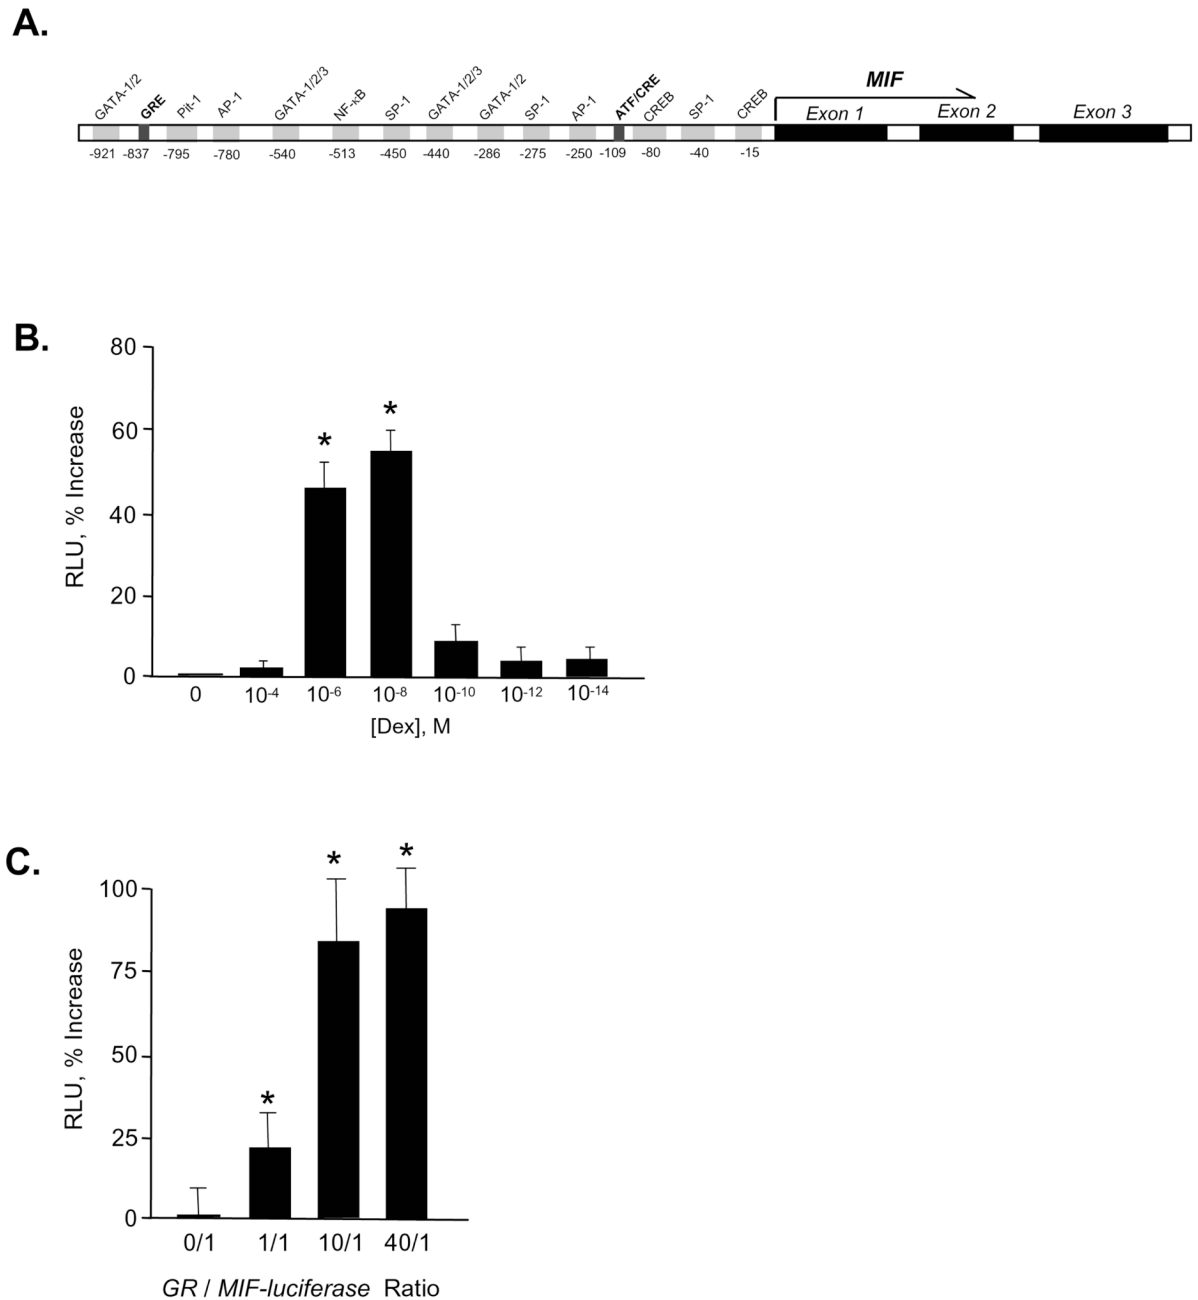 A.
GATA-1/2 GRE Pit-1 AP-1 GATA-1/2/3 NF-κB SP-1 GATA-1/2/3 GATA-1/2 SP-1 AP-1 ATF/CRE CREB SP-1 CREB
MIF
Exon 1 Exon 2 Exon 3
-921 -837 -795 -780 -540 -513 -450 -440 -286 -275 -250 -109 -80 -40 -15
B.
RLU, % Increase
80
60
40
20
0
* *
0 10-4 10-6 10-8 10-10 10-12 10-14
[Dex], M
C.
RLU, % Increase
100
75
50
25
0
* * *
0/1 1/1 10/1 40/1
GR / MIF-luciferase Ratio